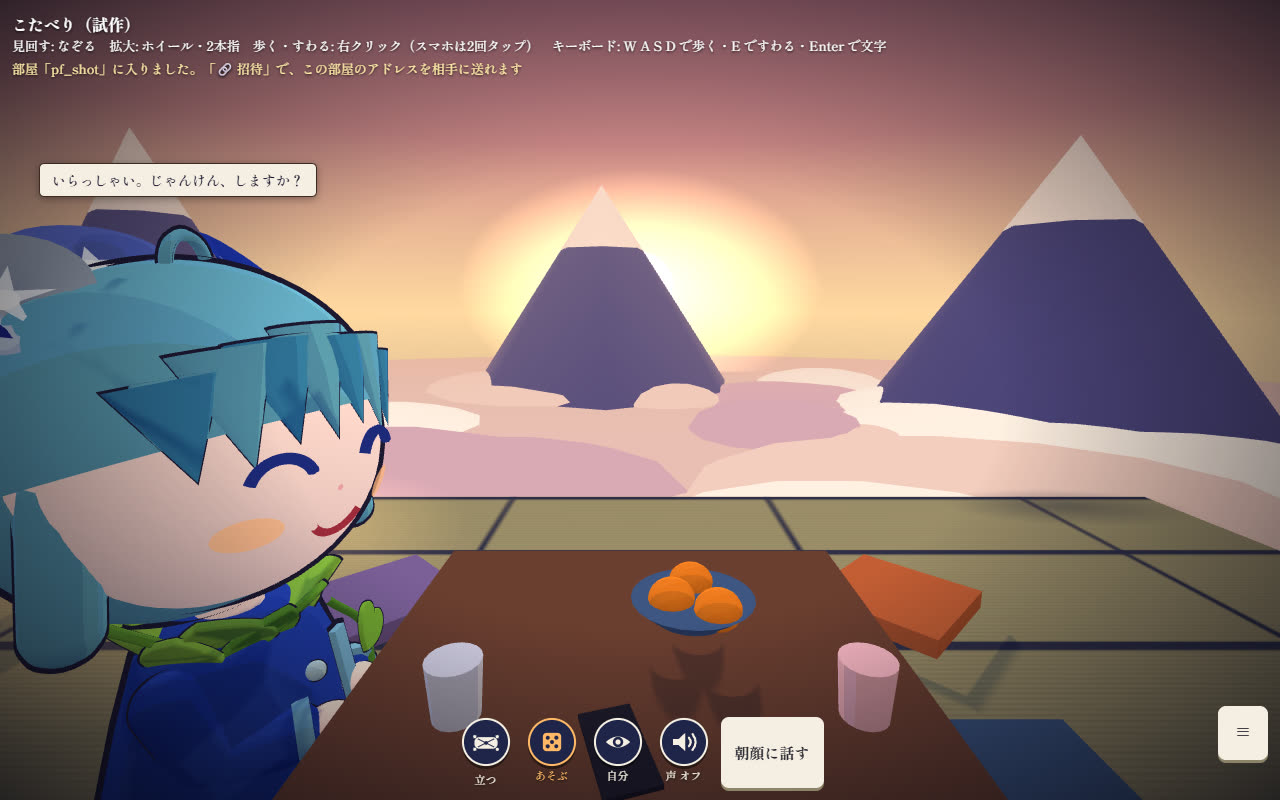 こたべり（試作）
見回す: なぞる　拡大: ホイール・2本指　歩く・すわる: 右クリック（スマホは2回タップ）　キーボード: W A S D で歩く・E ですわる・Enter で文字
部屋「pf_shot」に入りました。「🔗 招待」で、この部屋のアドレスを相手に送れます
いらっしゃい。じゃんけん、しますか？
立つ
あそぶ
自分
声 オフ
朝顔に話す